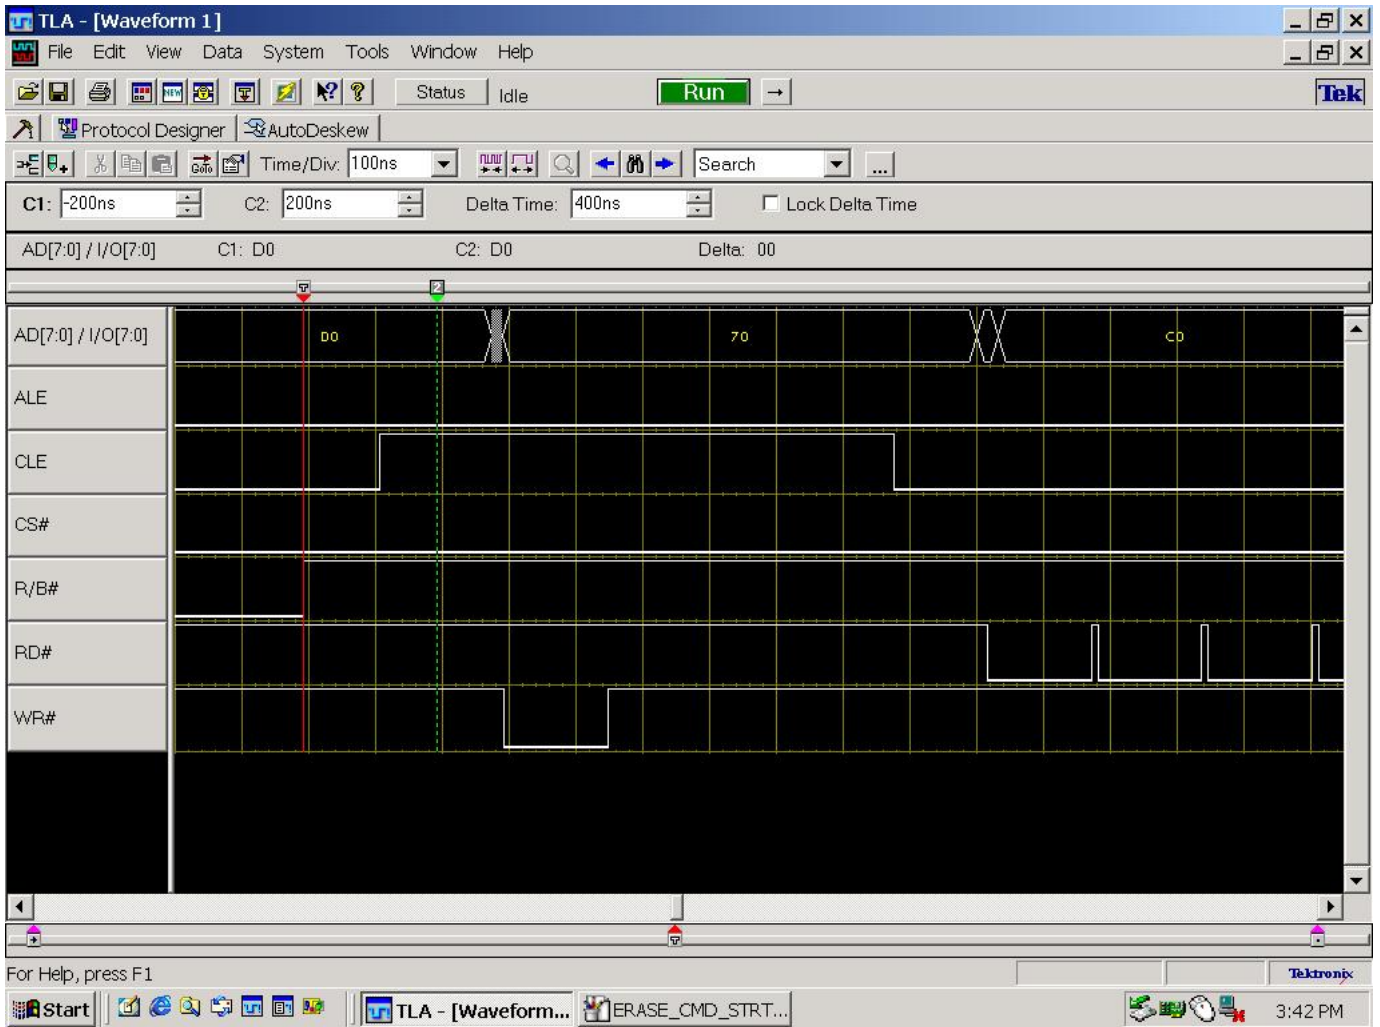 TLA - [Waveform 1]
File Edit View Data System Tools Window Help
Status Idle Run Tek
Protocol Designer AutoDeskew
Goto Time/Div: 100ns Search ...
C1: -200ns C2: 200ns Delta Time: 400ns Lock Delta Time
AD[7:0] / I/O[7:0] C1: D0 C2: D0 Delta: 00
T 2
AD[7:0] / I/O[7:0] D0 70 C0
ALE
CLE
CS#
R/B#
RD#
WR#
T
For Help, press F1 Tektronix
Start TLA - [Waveform... ERASE_CMD_STRT... 3:42 PM